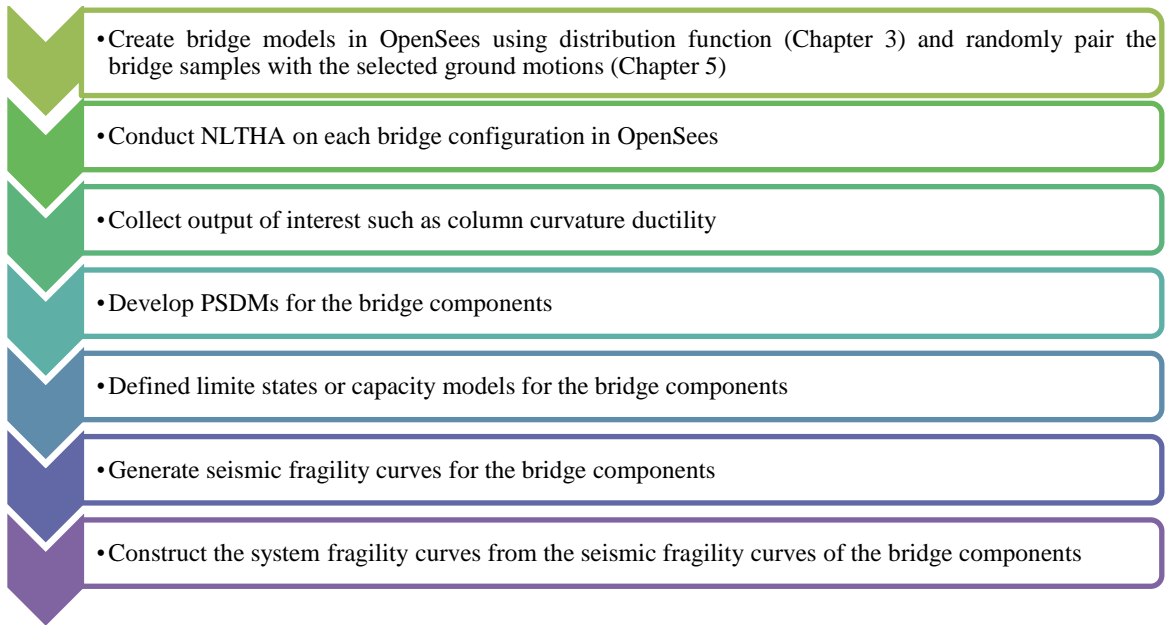 •Create bridge models in OpenSees using distribution function (Chapter 3) and randomly pair the
bridge samples with the selected ground motions (Chapter 5)
•Conduct NLTHA on each bridge configuration in OpenSees
•Collect output of interest such as column curvature ductility
•Develop PSDMs for the bridge components
•Defined limite states or capacity models for the bridge components
•Generate seismic fragility curves for the bridge components
•Construct the system fragility curves from the seismic fragility curves of the bridge components